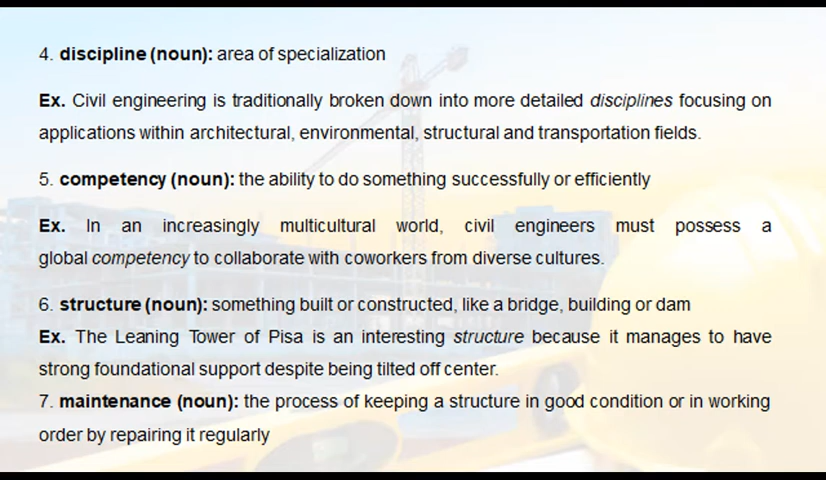 4. discipline (noun): area of specialization
Ex. Civil engineering is traditionally broken down into more detailed disciplines focusing on
applications within architectural, environmental, structural and transportation fields.
5. competency (noun): the ability to do something successfully or efficiently
Ex. In an increasingly multicultural world, civil engineers must possess a
global competency to collaborate with coworkers from diverse cultures.
6. structure (noun): something built or constructed, like a bridge, building or dam
Ex. The Leaning Tower of Pisa is an interesting structure because it manages to have
strong foundational support despite being tilted off center.
7. maintenance (noun): the process of keeping a structure in good condition or in working
order by repairing it regularly